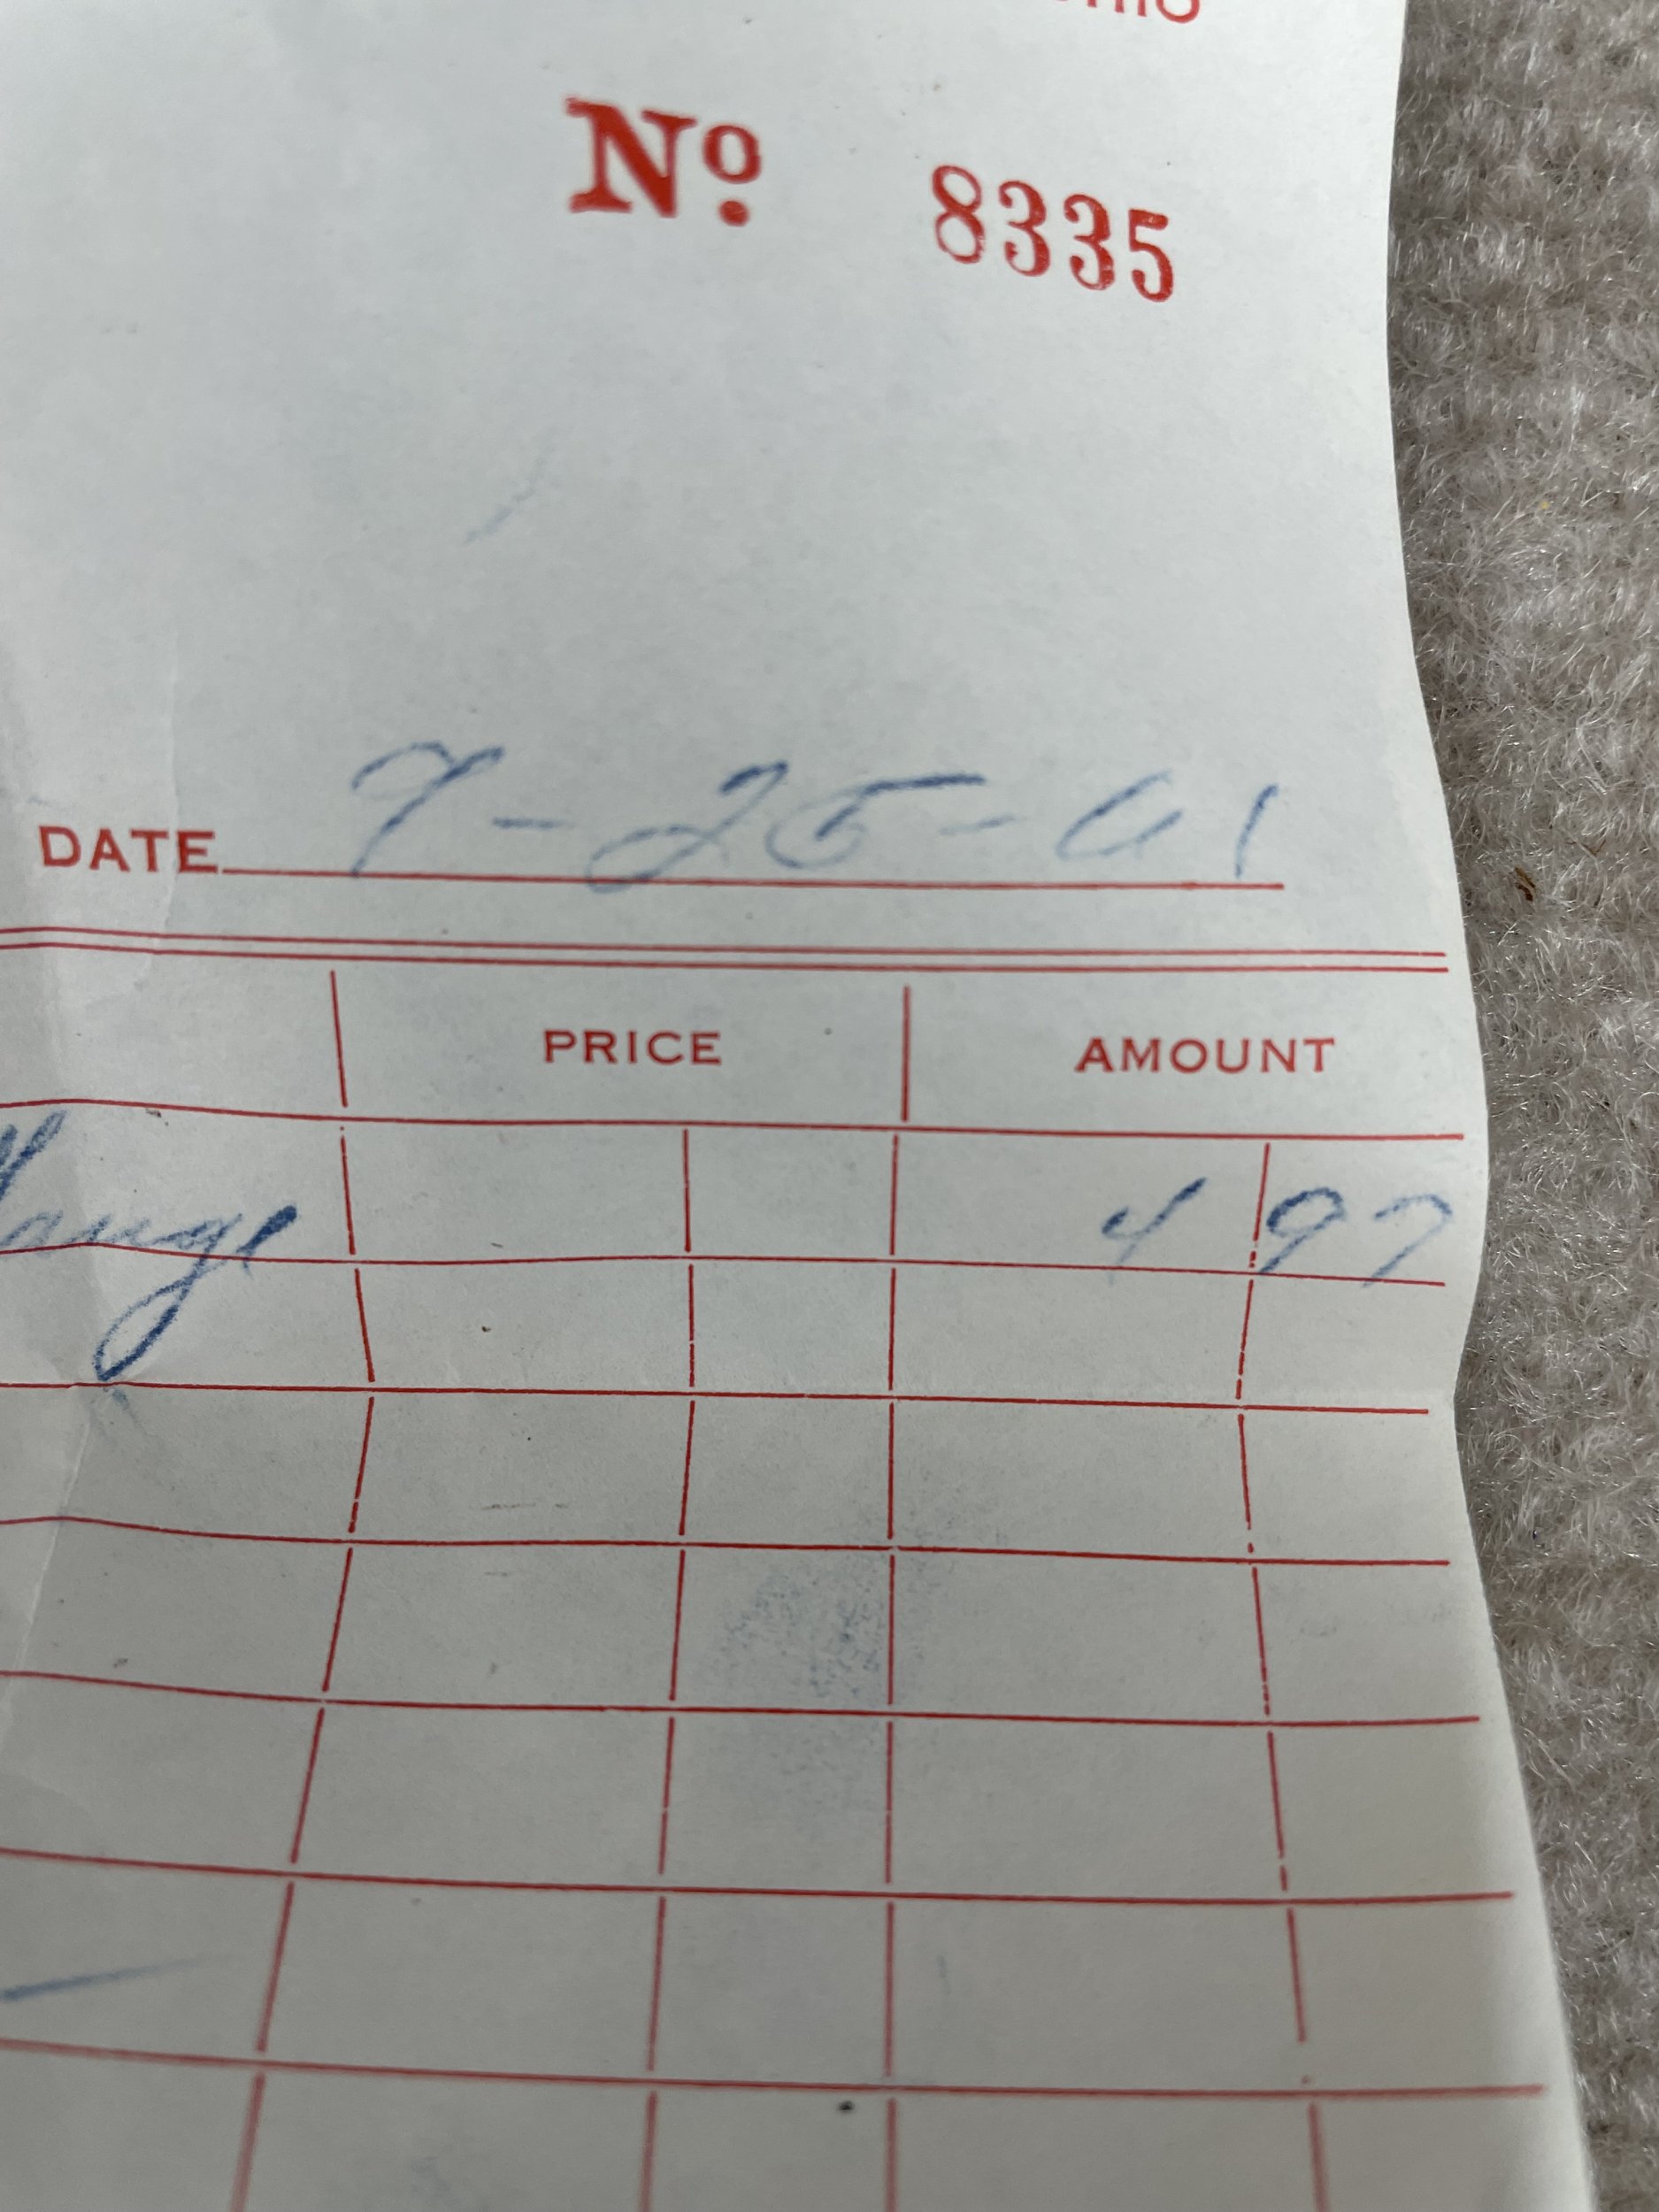 Nº 8335
DATE 7-25-61
PRICE AMOUNT
4 97